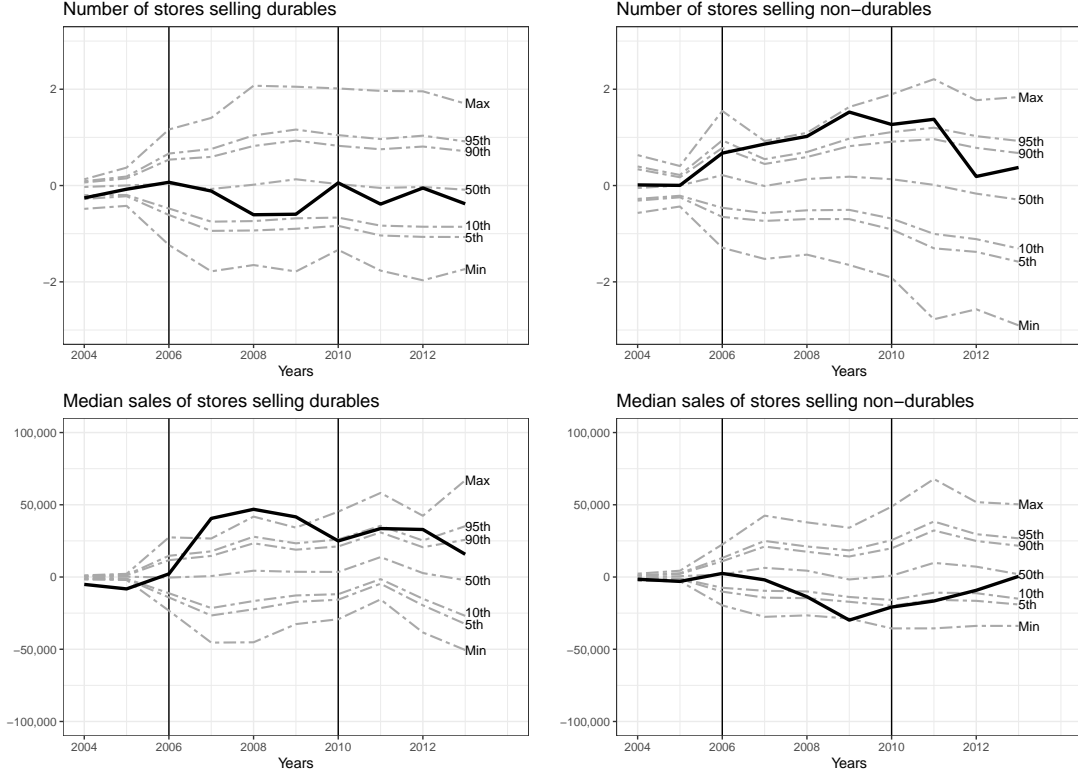 Number of stores selling durables
2
0
−2
Max
95th
90th
50th
10th
5th
Min
2004 2006 2008 2010 2012
Years
Number of stores selling non−durables
2
0
−2
Max
95th
90th
50th
10th
5th
Min
2004 2006 2008 2010 2012
Years
Median sales of stores selling durables
100,000
50,000
0
−50,000
−100,000
Max
95th
90th
50th
10th
5th
Min
2004 2006 2008 2010 2012
Years
Median sales of stores selling non−durables
100,000
50,000
0
−50,000
−100,000
Max
95th
90th
50th
10th
5th
Min
2004 2006 2008 2010 2012
Years